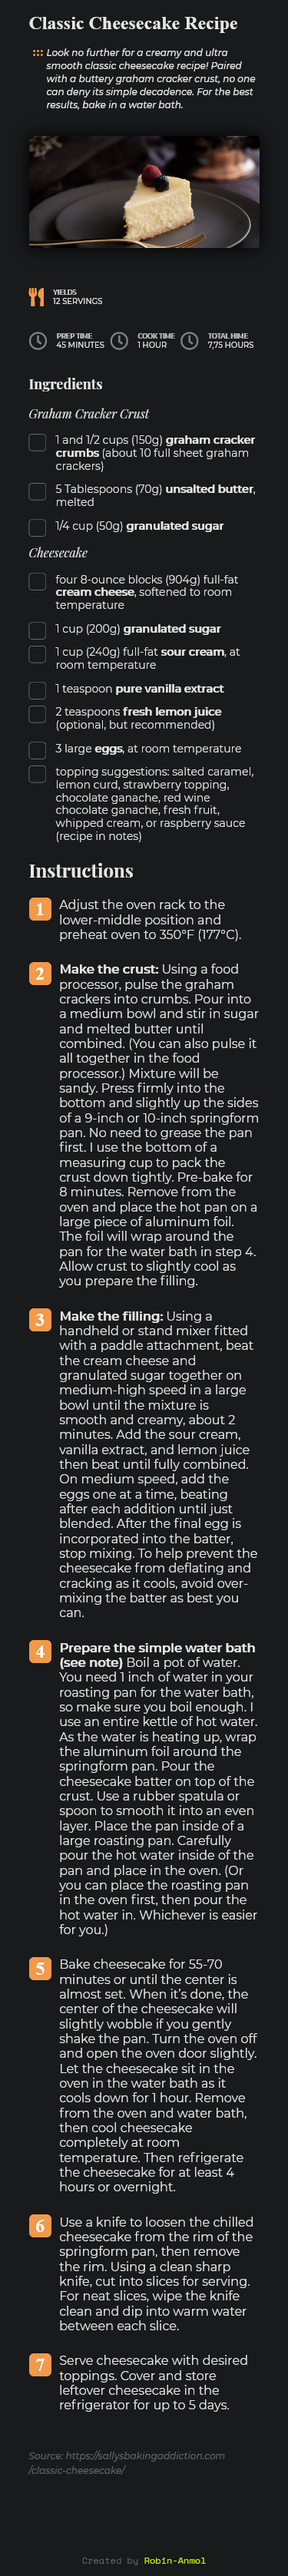 Classic Cheesecake Recipe
Look no further for a creamy and ultra
smooth classic cheesecake recipe! Paired
with a buttery graham cracker crust, no one
can deny its simple decadence. For the best
results, bake in a water bath.
YIELDS
12 SERVINGS
PREP TIME
45 MINUTES
COOK TIME
1 HOUR
TOTAL HIME
7,75 HOURS
Ingredients
Graham Cracker Crust
1 and 1/2 cups (150g) graham cracker
crumbs (about 10 full sheet graham
crackers)
5 Tablespoons (70g) unsalted butter,
melted
1/4 cup (50g) granulated sugar
Cheesecake
four 8-ounce blocks (904g) full-fat
cream cheese, softened to room
temperature
1 cup (200g) granulated sugar
1 cup (240g) full-fat sour cream, at
room temperature
1 teaspoon pure vanilla extract
2 teaspoons fresh lemon juice
(optional, but recommended)
3 large eggs, at room temperature
topping suggestions: salted caramel,
lemon curd, strawberry topping,
chocolate ganache, red wine
chocolate ganache, fresh fruit,
whipped cream, or raspberry sauce
(recipe in notes)
Instructions
1 Adjust the oven rack to the
lower-middle position and
preheat oven to 350°F (177°C).
2 Make the crust: Using a food
processor, pulse the graham
crackers into crumbs. Pour into
a medium bowl and stir in sugar
and melted butter until
combined. (You can also pulse it
all together in the food
processor.) Mixture will be
sandy. Press firmly into the
bottom and slightly up the sides
of a 9-inch or 10-inch springform
pan. No need to grease the pan
first. I use the bottom of a
measuring cup to pack the
crust down tightly. Pre-bake for
8 minutes. Remove from the
oven and place the hot pan on a
large piece of aluminum foil.
The foil will wrap around the
pan for the water bath in step 4.
Allow crust to slightly cool as
you prepare the filling.
3 Make the filling: Using a
handheld or stand mixer fitted
with a paddle attachment, beat
the cream cheese and
granulated sugar together on
medium-high speed in a large
bowl until the mixture is
smooth and creamy, about 2
minutes. Add the sour cream,
vanilla extract, and lemon juice
then beat until fully combined.
On medium speed, add the
eggs one at a time, beating
after each addition until just
blended. After the final egg is
incorporated into the batter,
stop mixing. To help prevent the
cheesecake from deflating and
cracking as it cools, avoid over-
mixing the batter as best you
can.
4 Prepare the simple water bath
(see note) Boil a pot of water.
You need 1 inch of water in your
roasting pan for the water bath,
so make sure you boil enough. I
use an entire kettle of hot water.
As the water is heating up, wrap
the aluminum foil around the
springform pan. Pour the
cheesecake batter on top of the
crust. Use a rubber spatula or
spoon to smooth it into an even
layer. Place the pan inside of a
large roasting pan. Carefully
pour the hot water inside of the
pan and place in the oven. (Or
you can place the roasting pan
in the oven first, then pour the
hot water in. Whichever is easier
for you.)
5 Bake cheesecake for 55-70
minutes or until the center is
almost set. When it's done, the
center of the cheesecake will
slightly wobble if you gently
shake the pan. Turn the oven off
and open the oven door slightly.
Let the cheesecake sit in the
oven in the water bath as it
cools down for 1 hour. Remove
from the oven and water bath,
then cool cheesecake
completely at room
temperature. Then refrigerate
the cheesecake for at least 4
hours or overnight.
6 Use a knife to loosen the chilled
cheesecake from the rim of the
springform pan, then remove
the rim. Using a clean sharp
knife, cut into slices for serving.
For neat slices, wipe the knife
clean and dip into warm water
between each slice.
7 Serve cheesecake with desired
toppings. Cover and store
leftover cheesecake in the
refrigerator for up to 5 days.
Source: https://sallysbakingaddiction.com
/classic-cheesecake/
Created by Robin-Anmol